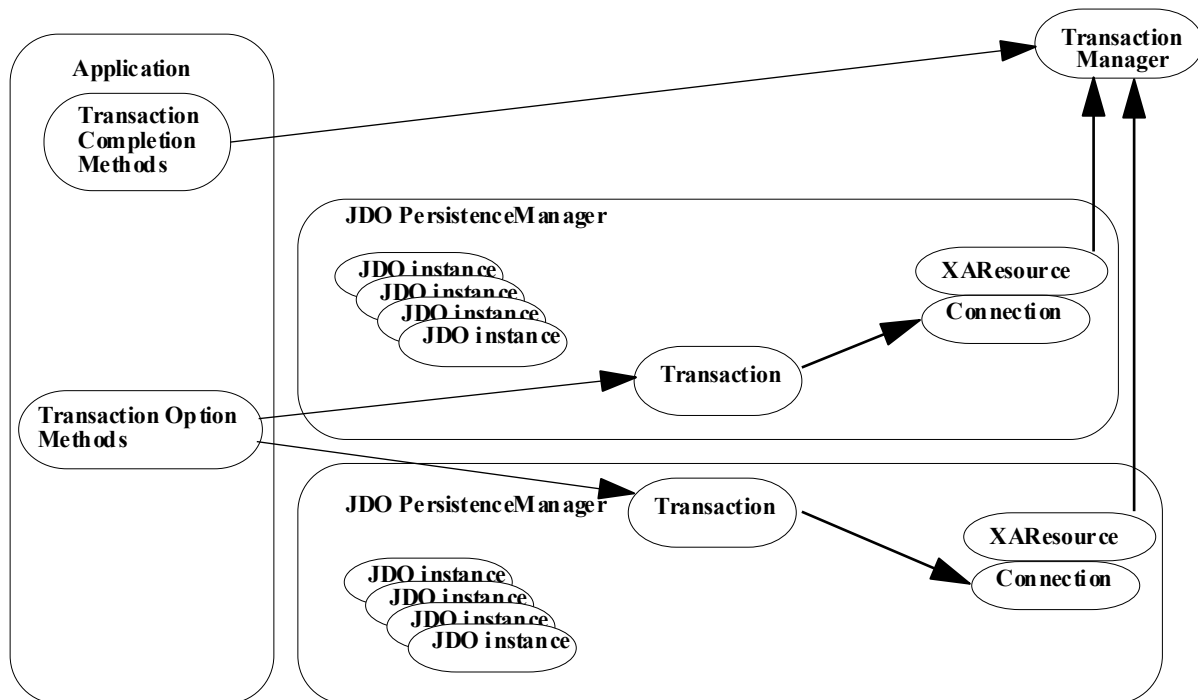 Transaction
Manager
Application
Transaction
Completion
Methods
JDO PersistenceManager
JDO instance
JDO instance
JDO instance
JDO instance
XAResource
Connection
Transaction
Transaction Option
Methods
JDO PersistenceManager
Transaction
XAResource
Connection
JDO instance
JDO instance
JDO instance
JDO instance